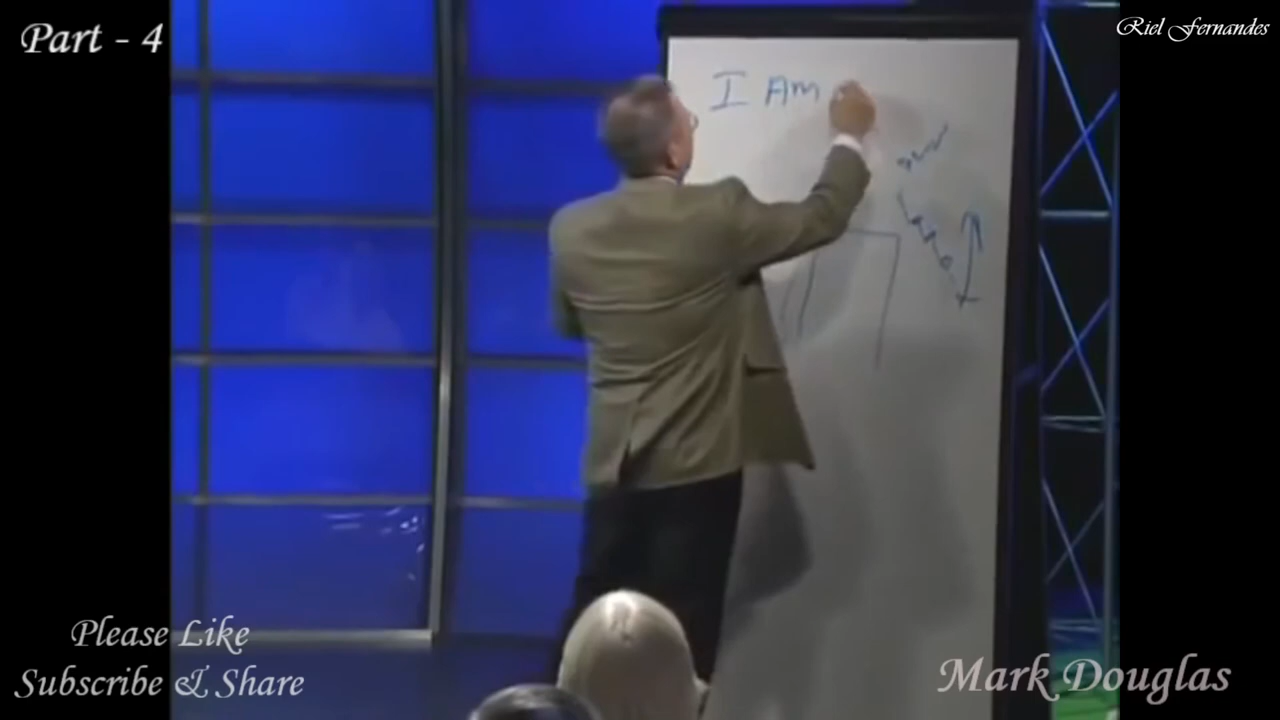 Part - 4
Riel Fernandes
I Am
Please Like
Subscribe & Share
Mark Douglas